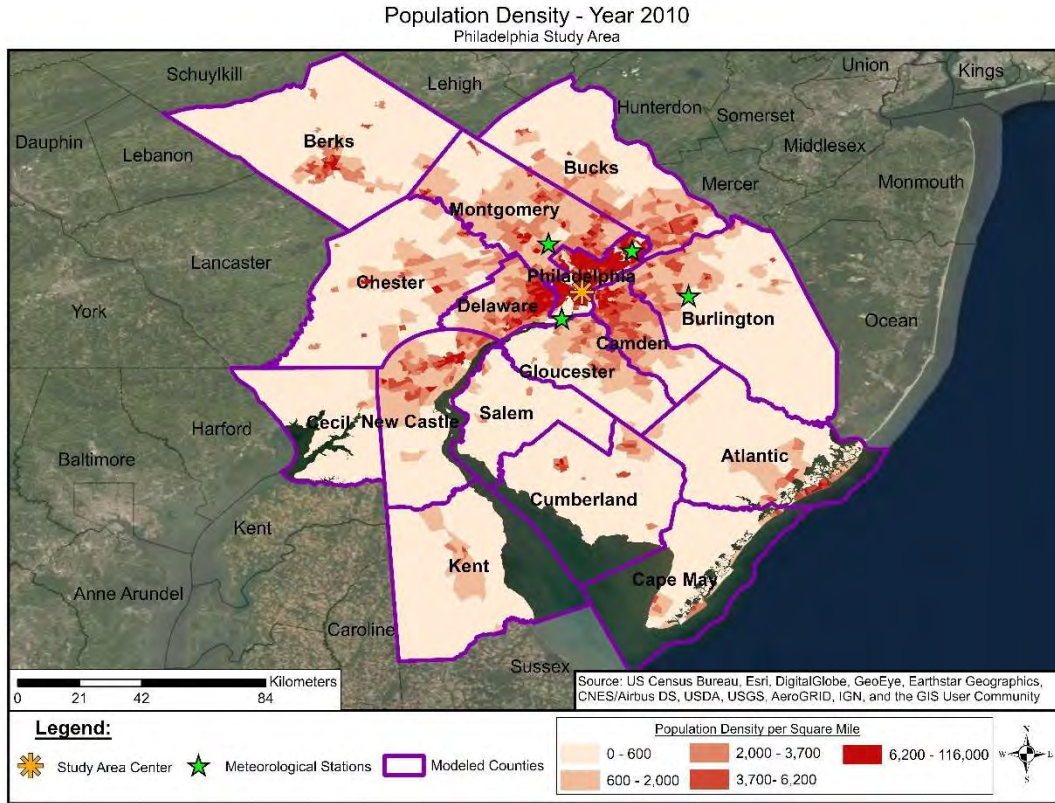 Population Density - Year 2010
Philadelphia Study Area
Union
Kings
Schuylkill
Lehigh
Hunterdon
Somerset
Dauphin
Lebanon
Berks
Middlesex
Bucks
Mercer
Monmouth
Montgomery
Lancaster
Philadelphia
Chester
York
Delaware
Burlington
Ocean
Camden
Gloucester
Harford
Cecil
New Castle
Salem
Baltimore
Atlantic
Cumberland
Kent
Kent
Cape May
Anne Arundel
Caroline
Sussex
Kilometers
0 21 42 84
Source: US Census Bureau, Esri, DigitalGlobe, GeoEye, Earthstar Geographics,
CNES/Airbus DS, USDA, USGS, AeroGRID, IGN, and the GIS User Community
Legend:
Study Area Center
Meteorological Stations
Modeled Counties
Population Density per Square Mile
0 - 600
600 - 2,000
2,000 - 3,700
3,700- 6,200
6,200 - 116,000
N
W
E
S